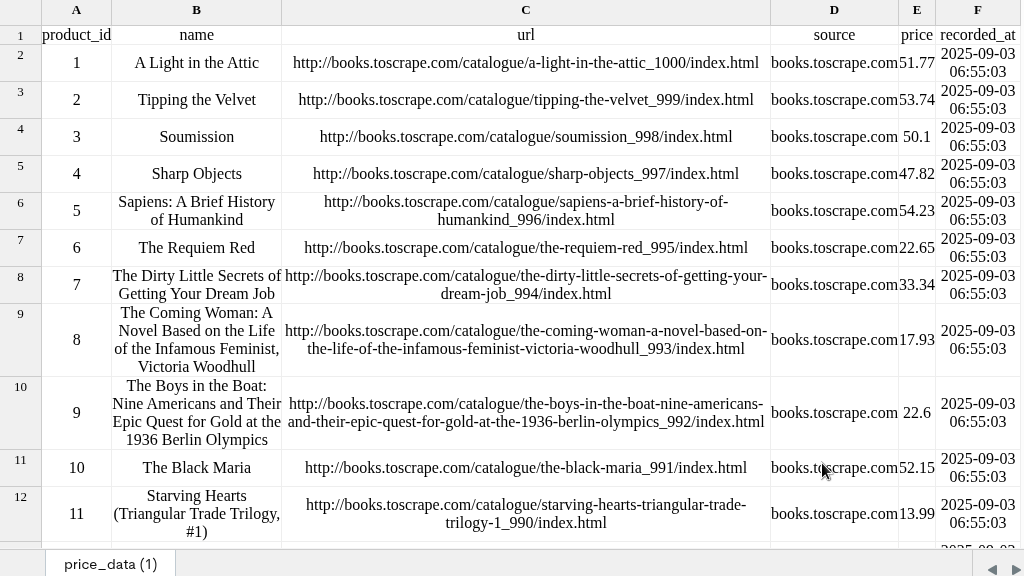 A B C D E F
1 product_id name url source price recorded_at
2 1 A Light in the Attic http://books.toscrape.com/catalogue/a-light-in-the-attic_1000/index.html books.toscrape.com 51.77 2025-09-03
06:55:03
3 2 Tipping the Velvet http://books.toscrape.com/catalogue/tipping-the-velvet_999/index.html books.toscrape.com 53.74 2025-09-03
06:55:03
4 3 Soumission http://books.toscrape.com/catalogue/soumission_998/index.html books.toscrape.com 50.1 2025-09-03
06:55:03
5 4 Sharp Objects http://books.toscrape.com/catalogue/sharp-objects_997/index.html books.toscrape.com 47.82 2025-09-03
06:55:03
6 5 Sapiens: A Brief History http://books.toscrape.com/catalogue/sapiens-a-brief-history-of- books.toscrape.com 54.23 2025-09-03
of Humankind humankind_996/index.html 06:55:03
7 6 The Requiem Red http://books.toscrape.com/catalogue/the-requiem-red_995/index.html books.toscrape.com 22.65 2025-09-03
06:55:03
8 7 The Dirty Little Secrets of http://books.toscrape.com/catalogue/the-dirty-little-secrets-of-getting-your- books.toscrape.com 33.34 2025-09-03
Getting Your Dream Job dream-job_994/index.html 06:55:03
9 The Coming Woman: A
Novel Based on the Life http://books.toscrape.com/catalogue/the-coming-woman-a-novel-based-on- 2025-09-03
8 of the Infamous Feminist, the-life-of-the-infamous-feminist-victoria-woodhull_993/index.html books.toscrape.com 17.93 06:55:03
Victoria Woodhull
10 The Boys in the Boat:
Nine Americans and Their http://books.toscrape.com/catalogue/the-boys-in-the-boat-nine-americans- 2025-09-03
9 Epic Quest for Gold at the and-their-epic-quest-for-gold-at-the-1936-berlin-olympics_992/index.html books.toscrape.com 22.6 06:55:03
1936 Berlin Olympics
11 10 The Black Maria http://books.toscrape.com/catalogue/the-black-maria_991/index.html books.toscrape.com 52.15 2025-09-03
06:55:03
12 Starving Hearts http://books.toscrape.com/catalogue/starving-hearts-triangular-trade- 2025-09-03
11 (Triangular Trade Trilogy, trilogy-1_990/index.html books.toscrape.com 13.99 06:55:03
#1)
price_data (1)